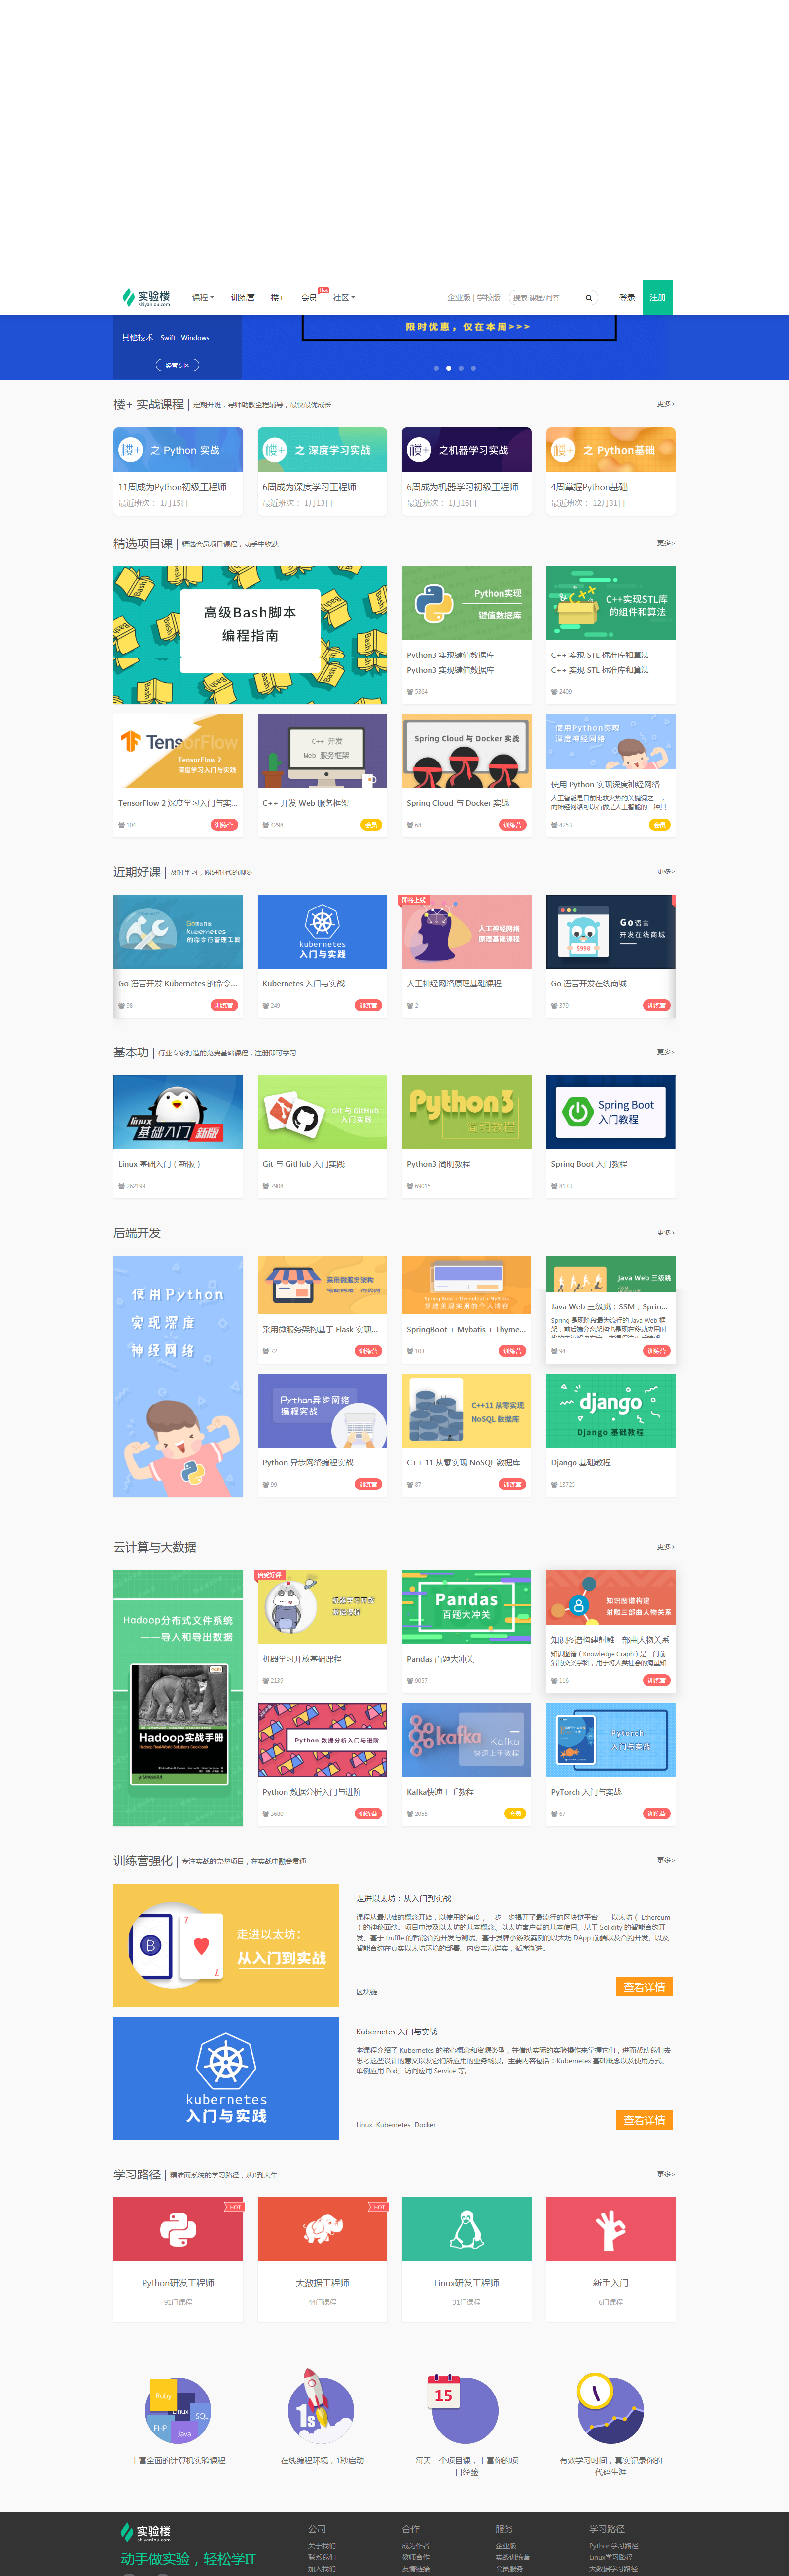 实验楼
shiyanlou.com
课程 训练营 楼+ 会员 Hot 社区
企业版 | 学校版 搜索 课程/问答 登录 注册
其他技术 Swift Windows
经管专区
限时优惠，仅在本周>>>
楼+ 实战课程 | 定期开班，导师助教全程辅导，最快最优成长 更多>
楼+ 之 Python 实战
11周成为Python初级工程师
最近班次： 1月15日
楼+ 之 深度学习实战
6周成为深度学习工程师
最近班次： 1月13日
楼+ 之机器学习实战
6周成为机器学习初级工程师
最近班次： 1月16日
楼+ 之 Python基础
4周掌握Python基础
最近班次： 12月31日
精选项目课 | 精选会员项目课程，动手中收获 更多>
高级Bash脚本
编程指南
Python实现
键值数据库
Python3 实现键值数据库
Python3 实现键值数据库
5364
C++实现STL库
的组件和算法
C++ 实现 STL 标准库和算法
C++ 实现 STL 标准库和算法
2409
TensorFlow
TensorFlow 2
深度学习入门与实践
TensorFlow 2 深度学习入门与实...
104 训练营
C++ 开发
Web 服务框架
C++ 开发 Web 服务框架
4298 会员
Spring Cloud 与 Docker 实战
Spring Cloud 与 Docker 实战
68 训练营
使用Python实现
深度神经网络
使用 Python 实现深度神经网络
人工智能是目前比较火热的关键词之一，
而神经网络可以看做是人工智能的一种具
4253 会员
近期好课 | 及时学习，跟进时代的脚步 更多>
Go语言开发
Kubernetes
的命令行管理工具
Go 语言开发 Kubernetes 的命令...
98 训练营
kubernetes
入门与实践
Kubernetes 入门与实战
249 训练营
即将上线
人工神经网络
原理基础课程
人工神经网络原理基础课程
2
$998
Go语言
开发在线商城
Go 语言开发在线商城
379 训练营
基本功 | 行业专家打造的免费基础课程，注册即可学习 更多>
Linux
基础入门 新版
Linux 基础入门（新版）
262199
Git 与 GitHub
入门实践
Git 与 GitHub 入门实践
7908
Python3
简明教程
Python3 简明教程
69015
Spring Boot
入门教程
Spring Boot 入门教程
8133
后端开发 更多>
使用Python
实现深度
神经网络
采用微服务架构
采用微服务架构基于 Flask 实现...
72 训练营
Spring Boot + Thymeleaf + MyBatis
搭建美观实用的个人博客
SpringBoot + Mybatis + Thyme...
103 训练营
Java Web 三级跳
Java Web 三级跳：SSM，Sprin...
Spring 是现阶段最为流行的 Java Web 框
架，前后端分离架构也是现在移动应用时
94 训练营
Python异步网络
编程实战
Python 异步网络编程实战
99 训练营
C++11 从零实现
NoSQL 数据库
C++ 11 从零实现 NoSQL 数据库
87 训练营
django
Django 基础教程
Django 基础教程
13725
云计算与大数据 更多>
Hadoop分布式文件系统
——导入和导出数据
Hadoop实战手册
Hadoop Real-World Solutions Cookbook
倍受好评
机器学习开放
基础课程
机器学习开放基础课程
2139
Pandas
百题大冲关
Pandas 百题大冲关
9057
知识图谱构建
射雕三部曲人物关系
知识图谱构建射雕三部曲人物关系
知识图谱（Knowledge Graph）是一门前
沿的交叉学科，用于将人类社会的海量知
116 训练营
Python 数据分析入门与进阶
Python 数据分析入门与进阶
3680 训练营
kafka
Kafka
快速上手教程
Kafka快速上手教程
2055 会员
Pytorch
入门与实战
PyTorch 入门与实战
67 训练营
训练营强化 | 专注实战的完整项目，在实战中融会贯通 更多>
B 7
走进以太坊：
从入门到实战
走进以太坊：从入门到实战
课程从最基础的概念开始，以使用的角度，一步一步揭开了最流行的区块链平台——以太坊（ Ethereum
）的神秘面纱。项目中涉及以太坊的基本概念、以太坊客户端的基本使用、基于 Solidity 的智能合约开
发、基于 truffle 的智能合约开发与测试、基于发牌小游戏案例的以太坊 DApp 前端以及合约开发、以及
智能合约在真实以太坊环境的部署。内容丰富详实，循序渐进。
区块链 查看详情
kubernetes
入门与实践
Kubernetes 入门与实战
本课程介绍了 Kubernetes 的核心概念和资源类型，并借助实际的实验操作来掌握它们，进而帮助我们去
思考这些设计的意义以及它们所应用的业务场景。主要内容包括：Kubernetes 基础概念以及使用方式、
单例应用 Pod、访问应用 Service 等。
Linux Kubernetes Docker 查看详情
学习路径 | 精准而系统的学习路径，从0到大牛 更多>
HOT
Python研发工程师
91门课程
HOT
大数据工程师
44门课程
Linux研发工程师
31门课程
新手入门
6门课程
Ruby
Linux
SQL
PHP
Java
丰富全面的计算机实验课程
1s
在线编程环境，1秒启动
15
每天一个项目课，丰富你的项
目经验
有效学习时间，真实记录你的
代码生涯
实验楼
shiyanlou.com
动手做实验，轻松学IT
公司
关于我们
联系我们
加入我们
合作
成为作者
教师合作
友情链接
服务
企业版
实战训练营
会员服务
学习路径
Python学习路径
Linux学习路径
大数据学习路径